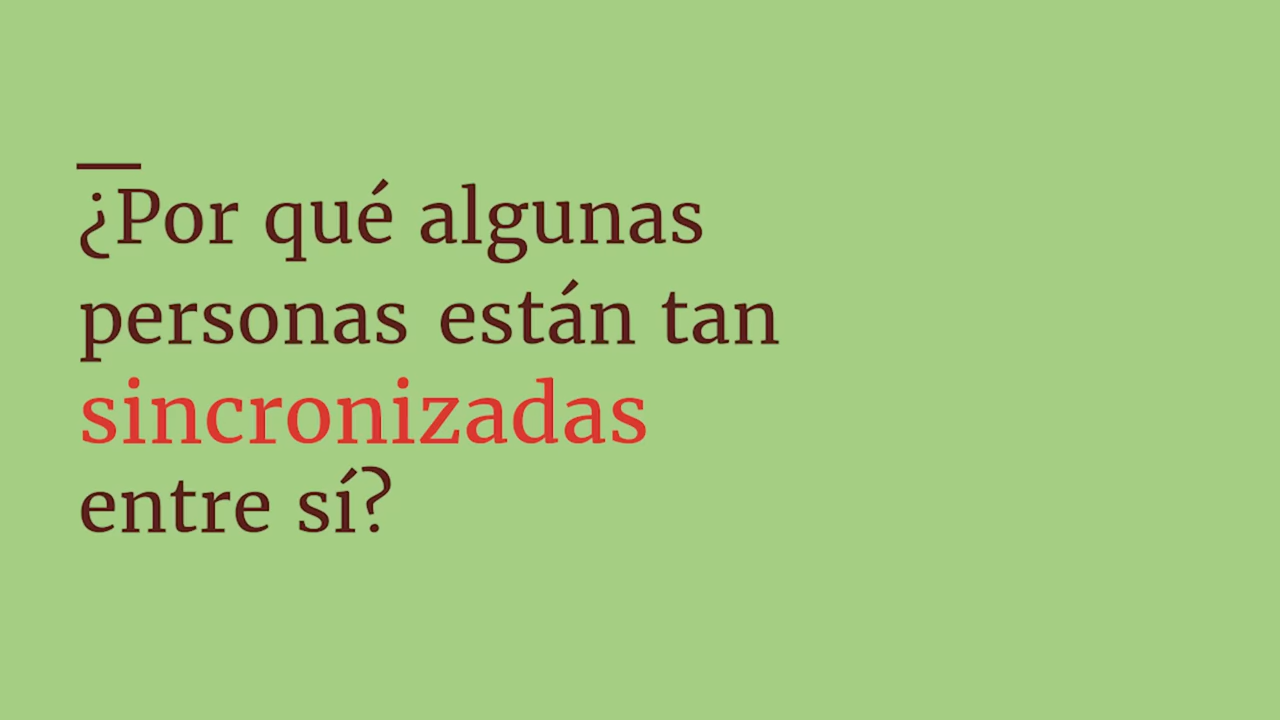 ¿Por qué algunas
personas están tan
sincronizadas
entre sí?